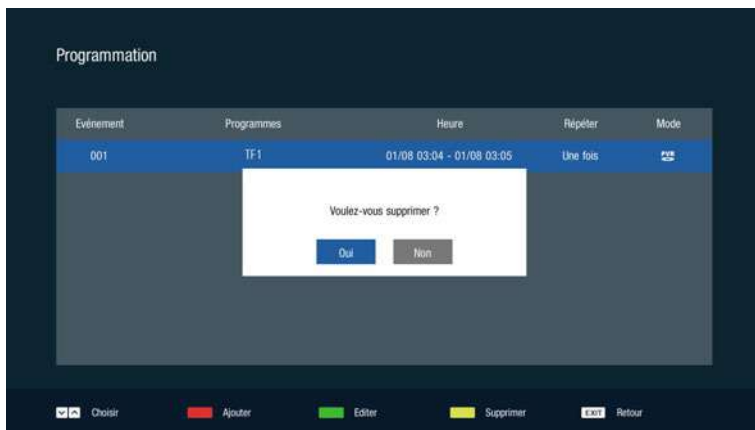 Programmation
Evénement Programmes Heure Répéter Mode
001 TF1 01/08 03:04 - 01/08 03:05 Une fois PVR
Voulez-vous supprimer ?
Oui Non
Choisir Ajouter Editer Supprimer EXIT Retour